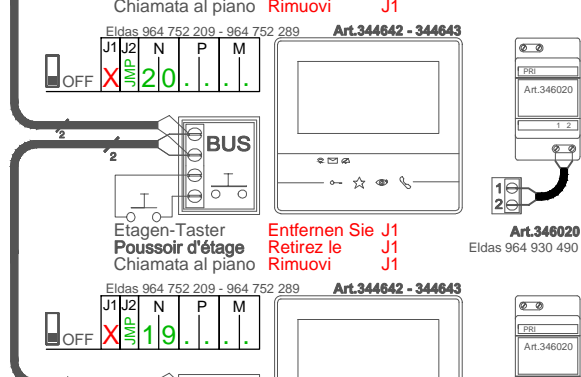 Chiamata al piano Rimuovi J1
Eldas 964 752 209 - 964 752 289 Art.344642 - 344643
J1 J2 N P M
OFF X JMP 2 0 . . . .
PRI
Art.346020
1 2
2
2
BUS
1
2
Etagen-Taster Entfernen Sie J1
Poussoir d'étage Retirez le J1
Chiamata al piano Rimuovi J1
Art.346020
Eldas 964 930 490
Eldas 964 752 209 - 964 752 289 Art.344642 - 344643
J1 J2 N P M
OFF X JMP 1 9 . . . .
PRI
Art.346020